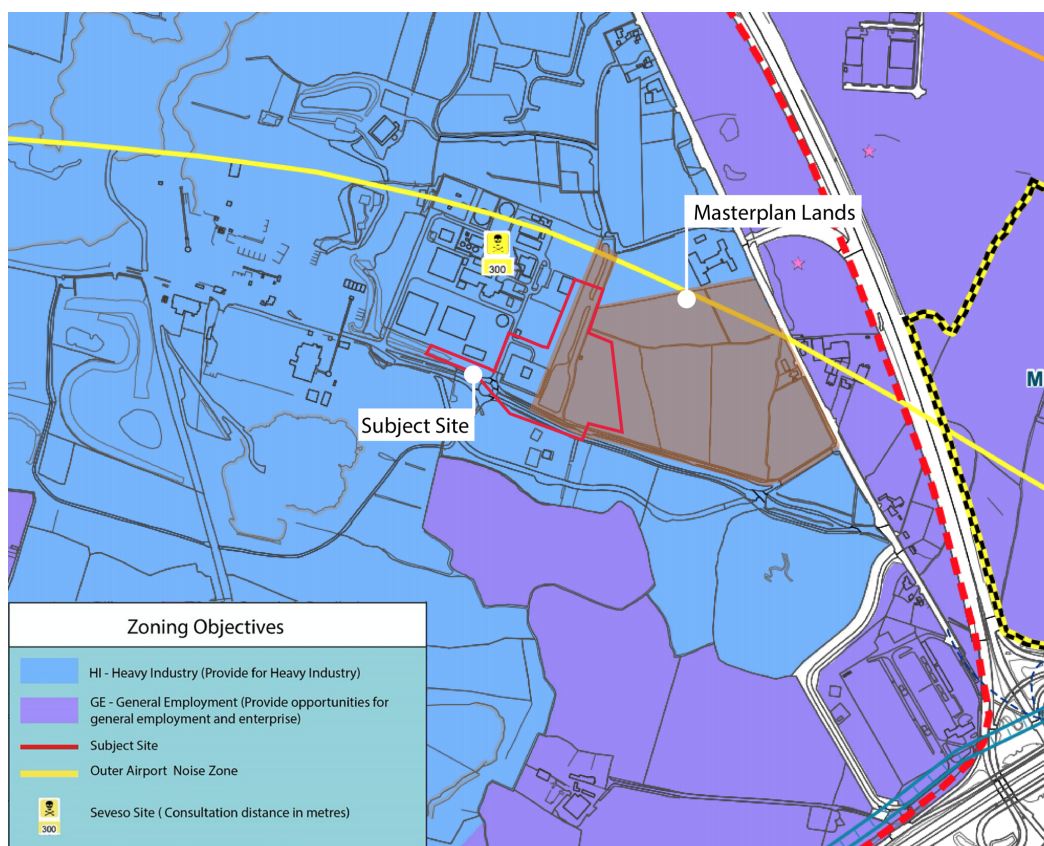 Masterplan Lands
300
M
Subject Site
Zoning Objectives
HI - Heavy Industry (Provide for Heavy Industry)
GE - General Employment (Provide opportunities for
general employment and enterprise)
Subject Site
Outer Airport Noise Zone
Seveso Site ( Consultation distance in metres)
300